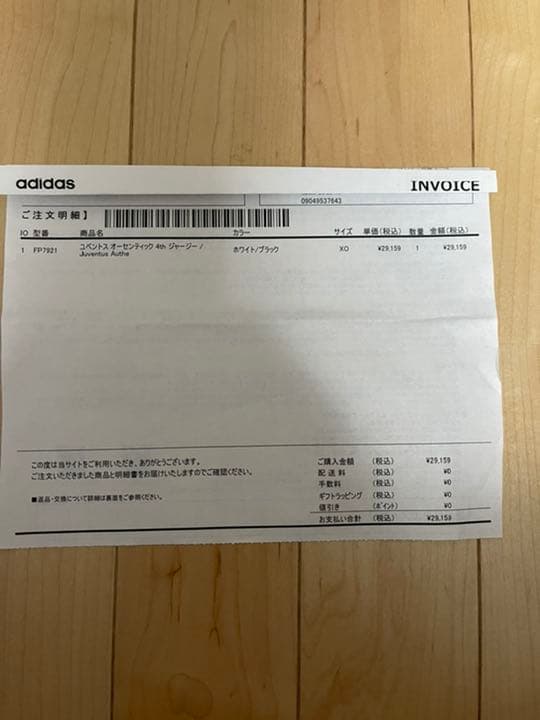 adidas INVOICE
09049537643
ご注文明細】
IO 型番 商品名 カラー サイズ 単価(税込) 数量 金額(税込)
1 FP7921 ユベントス オーセンティック 4th ジャージー / ホワイト/ブラック XO ¥29,159 1 ¥29,159
Juventus Authe
この度は当サイトをご利用いただき、ありがとうございます。
ご注文いただきました商品と明細書をお届けいたしますのでご確認ください。
■返品・交換について詳細は裏面をご参照ください。
ご購入金額 (税込) ¥29,159
配送料 (税込) ¥0
手数料 (税込) ¥0
ギフトラッピング (税込) ¥0
値引き (ポイント) ¥0
お支払い合計 (税込) ¥29,159